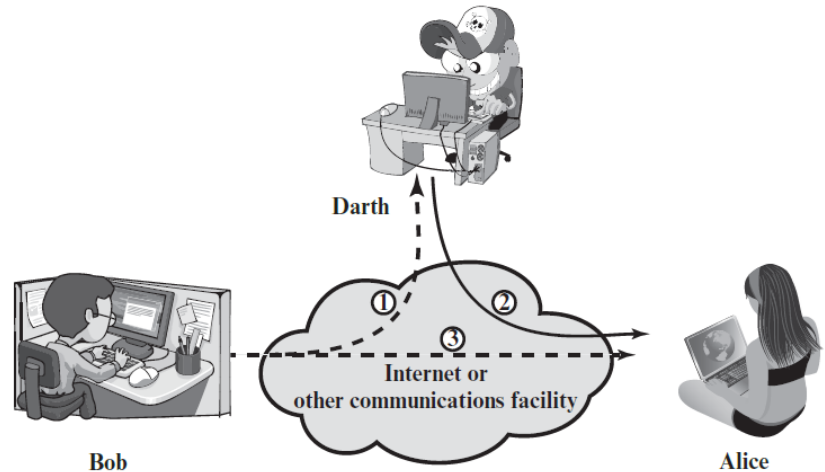 Darth
1
2
3
Internet or
other communications facility
Bob
Alice